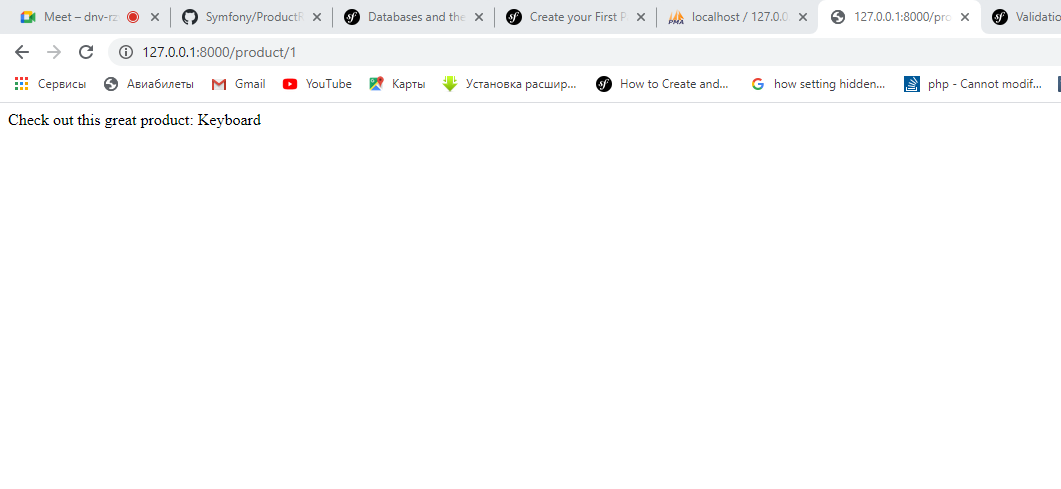 Meet – dnv-rz Symfony/ProductR Databases and the Create your First P localhost / 127.0.0 127.0.0.1:8000/pro Validatio
127.0.0.1:8000/product/1
Сервисы Авиабилеты Gmail YouTube Карты Установка расшир... How to Create and... how setting hidden... php - Cannot modif...
Check out this great product: Keyboard